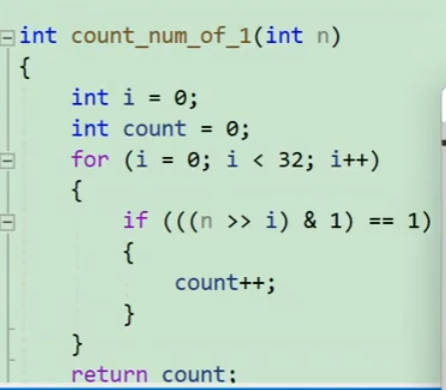 int count_num_of_1(int n)
{
    int i = 0;
    int count = 0;
    for (i = 0; i < 32; i++)
    {
        if (((n >> i) & 1) == 1)
        {
            count++;
        }
    }
    return count;